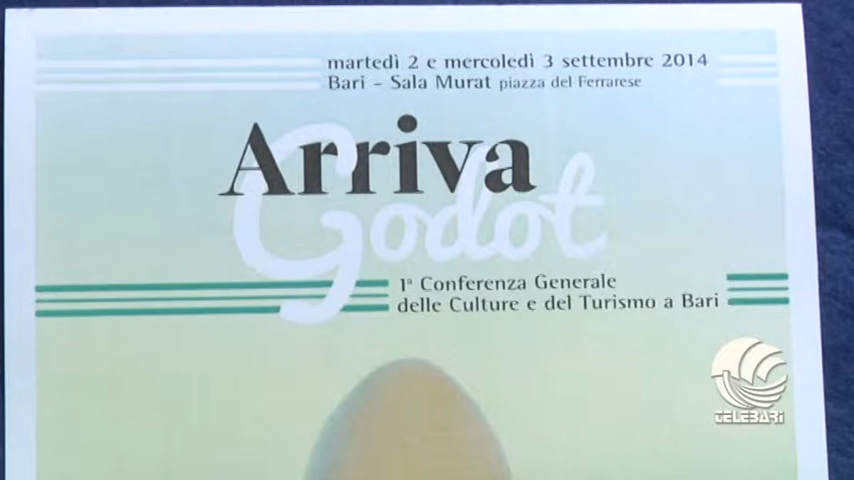 martedì 2 e mercoledì 3 settembre 2014
Bari - Sala Murat piazza del Ferrarese
Arriva
Godot
1ª Conferenza Generale
delle Culture e del Turismo a Bari
TELEBARI